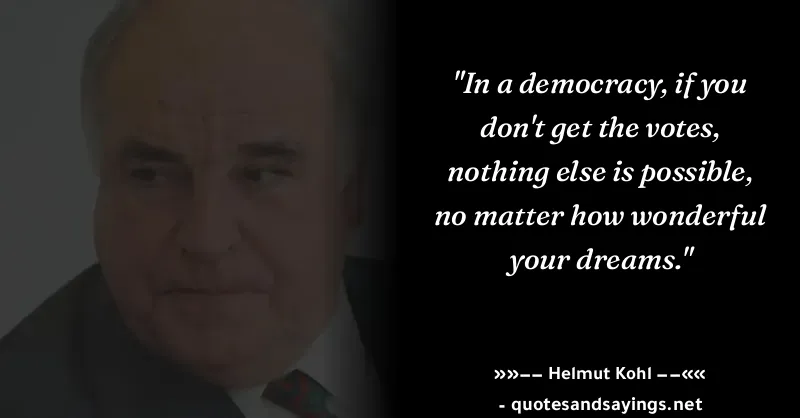 "In a democracy, if you
don't get the votes,
nothing else is possible,
no matter how wonderful
your dreams."
»»−− Helmut Kohl −−««
- quotesandsayings.net